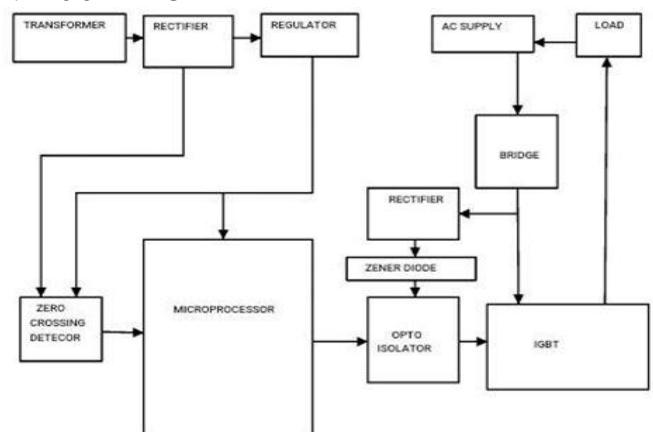 TRANSFORMER
RECTIFIER
REGULATOR
AC SUPPLY
LOAD
BRIDGE
RECTIFIER
ZENER DIODE
ZERO
CROSSING
DETECOR
MICROPROCESSOR
OPTO
ISOLATOR
IGBT